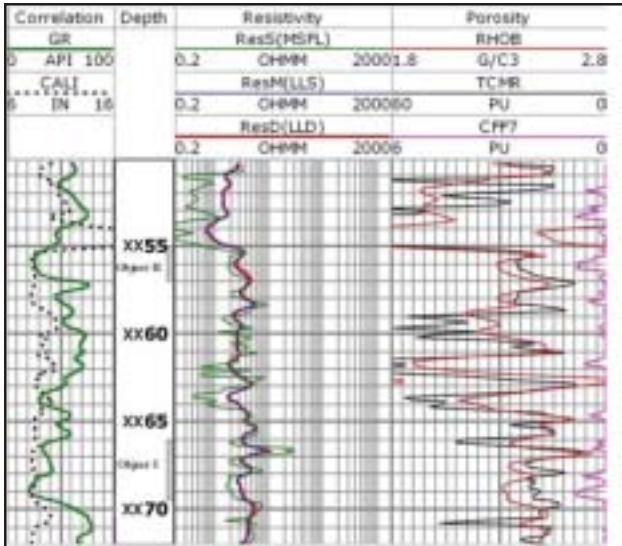 Correlation Depth Resistivity Porosity
GR ResS(MSFL) RHOB
0 API 100 0.2 OHMM 2000 1.8 G/C3 2.8
CALI ResM(LLS) TCMR
6 IN 16 0.2 OHMM 2000 60 PU 0
ResD(LLD) CFF7
0.2 OHMM 2000 6 PU 0
XX55
XX60
XX65
XX70